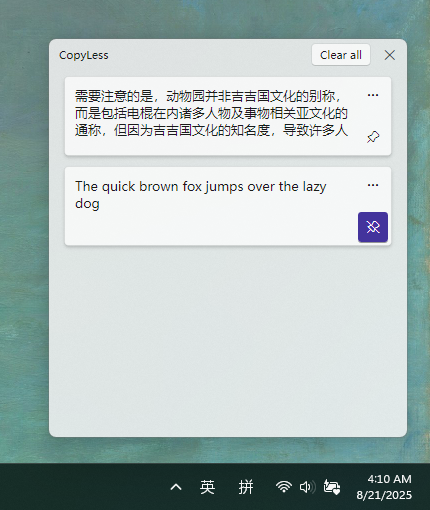 CopyLess
Clear all
需要注意的是，动物园并非吉吉国文化的别称，
而是包括电棍在内诸多人物及事物相关亚文化的
通称，但因为吉吉国文化的知名度，导致许多人
The quick brown fox jumps over the lazy
dog
英 拼
4:10 AM
8/21/2025